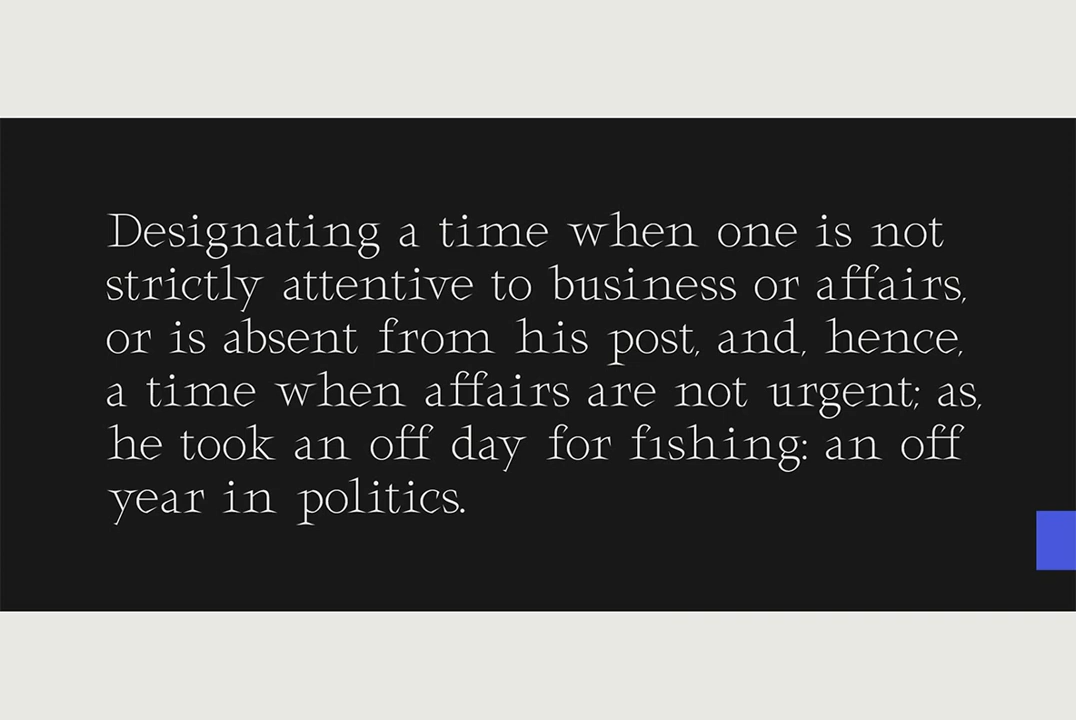 Designating a time when one is not
strictly attentive to business or affairs,
or is absent from his post, and, hence,
a time when affairs are not urgent; as,
he took an off day for fishing: an off
year in politics.